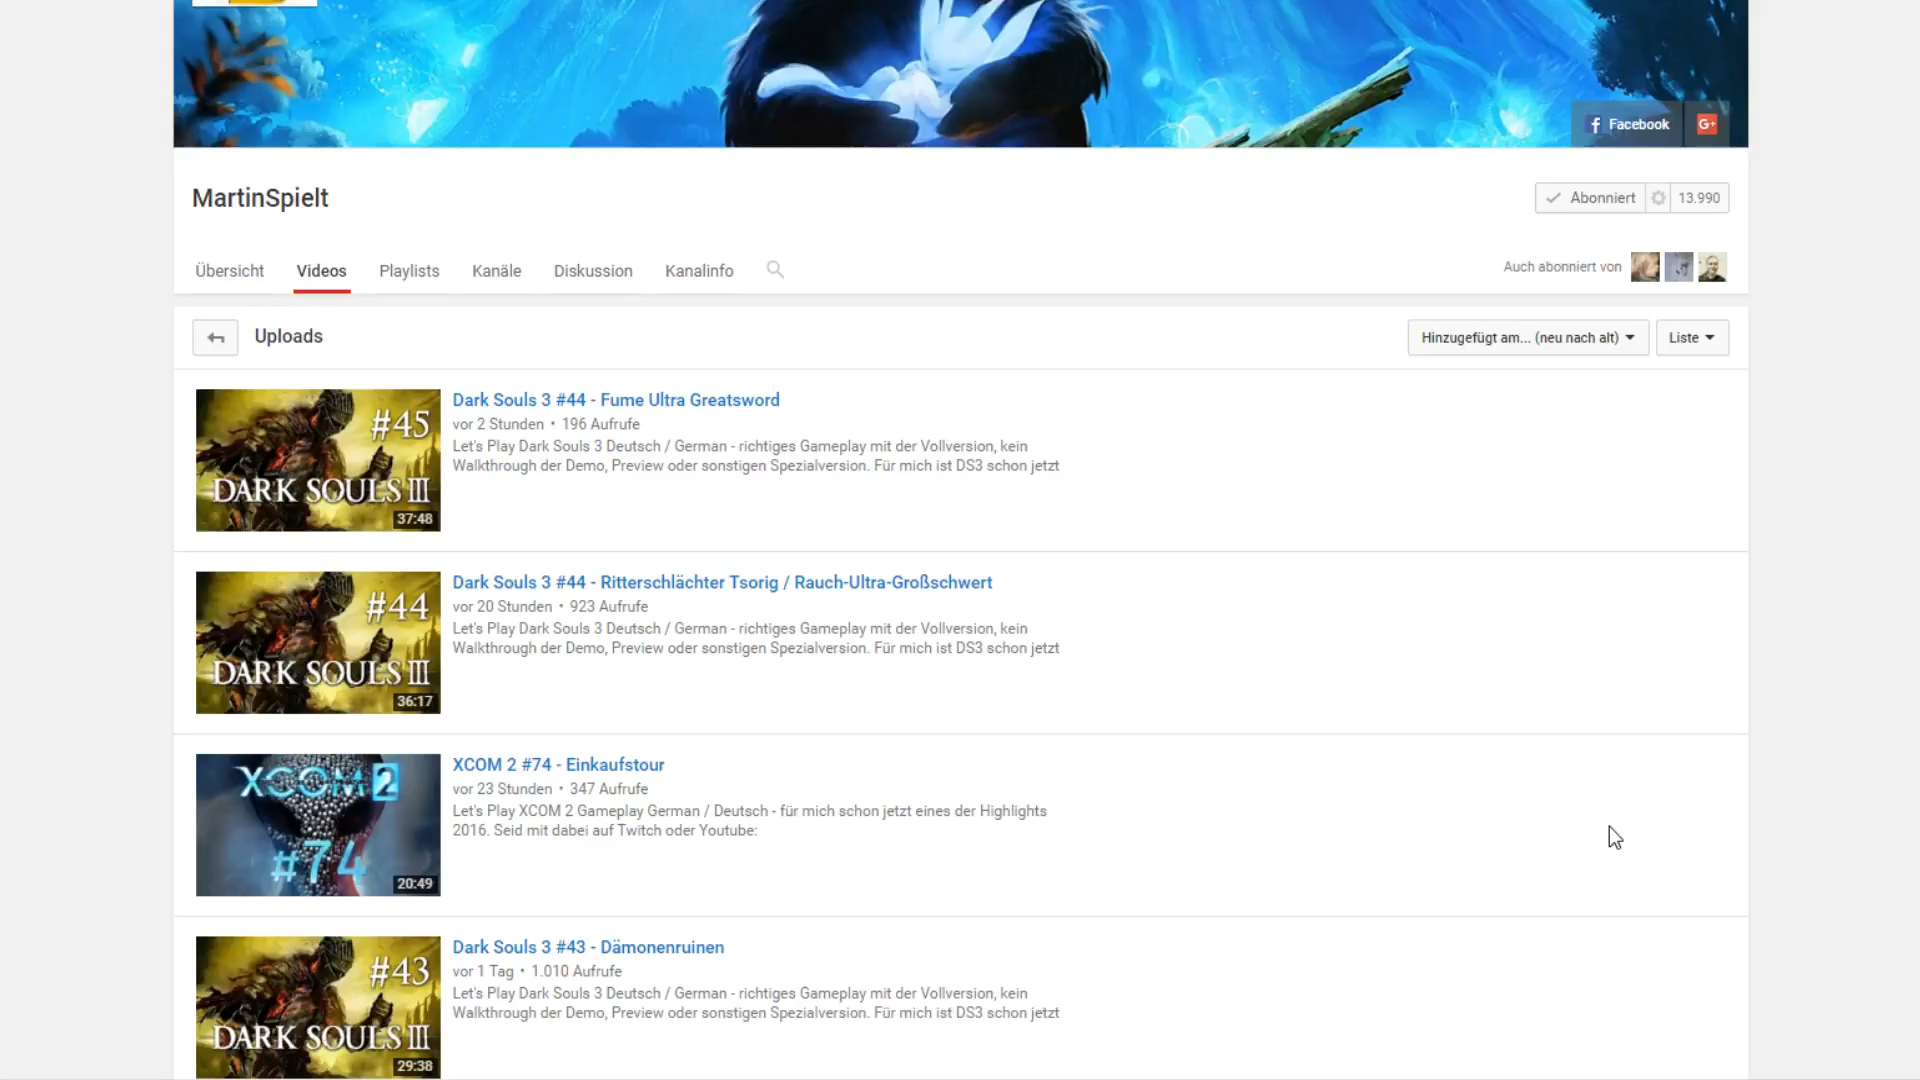 Facebook
G+
MartinSpielt
Abonniert
13.990
Übersicht
Videos
Playlists
Kanäle
Diskussion
Kanalinfo
Auch abonniert von
Uploads
Hinzugefügt am... (neu nach alt)
Liste
#45
DARK SOULS III
37:48
Dark Souls 3 #44 - Fume Ultra Greatsword
vor 2 Stunden • 196 Aufrufe
Let's Play Dark Souls 3 Deutsch / German - richtiges Gameplay mit der Vollversion, kein
Walkthrough der Demo, Preview oder sonstigen Spezialversion. Für mich ist DS3 schon jetzt
#44
DARK SOULS III
36:17
Dark Souls 3 #44 - Ritterschlächter Tsorig / Rauch-Ultra-Großschwert
vor 20 Stunden • 923 Aufrufe
Let's Play Dark Souls 3 Deutsch / German - richtiges Gameplay mit der Vollversion, kein
Walkthrough der Demo, Preview oder sonstigen Spezialversion. Für mich ist DS3 schon jetzt
XCOM 2
#74
20:49
XCOM 2 #74 - Einkaufstour
vor 23 Stunden • 347 Aufrufe
Let's Play XCOM 2 Gameplay German / Deutsch - für mich schon jetzt eines der Highlights
2016. Seid mit dabei auf Twitch oder Youtube:
#43
DARK SOULS III
29:38
Dark Souls 3 #43 - Dämonenruinen
vor 1 Tag • 1.010 Aufrufe
Let's Play Dark Souls 3 Deutsch / German - richtiges Gameplay mit der Vollversion, kein
Walkthrough der Demo, Preview oder sonstigen Spezialversion. Für mich ist DS3 schon jetzt